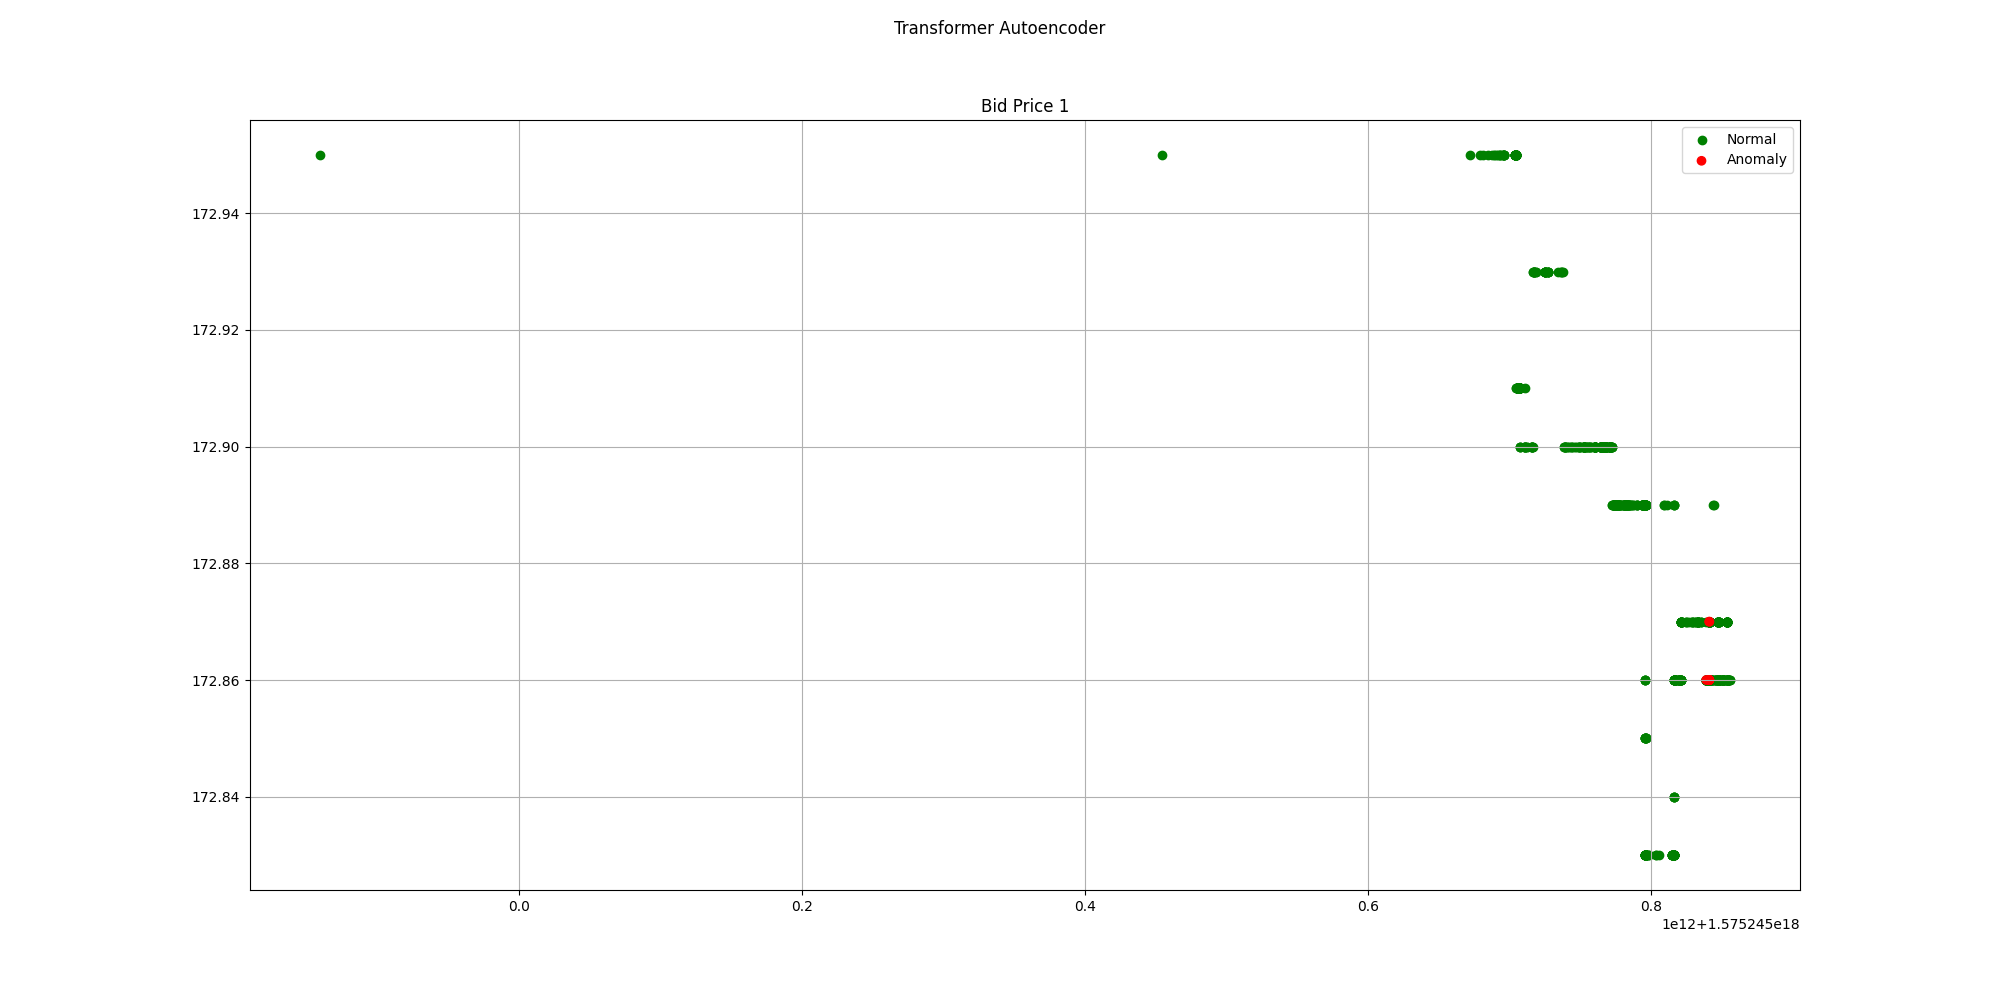 Transformer Autoencoder
Bid Price 1
Normal
Anomaly
172.94
172.92
172.90
172.88
172.86
172.84
0.0 0.2 0.4 0.6 0.8
1e12+1.575245e18